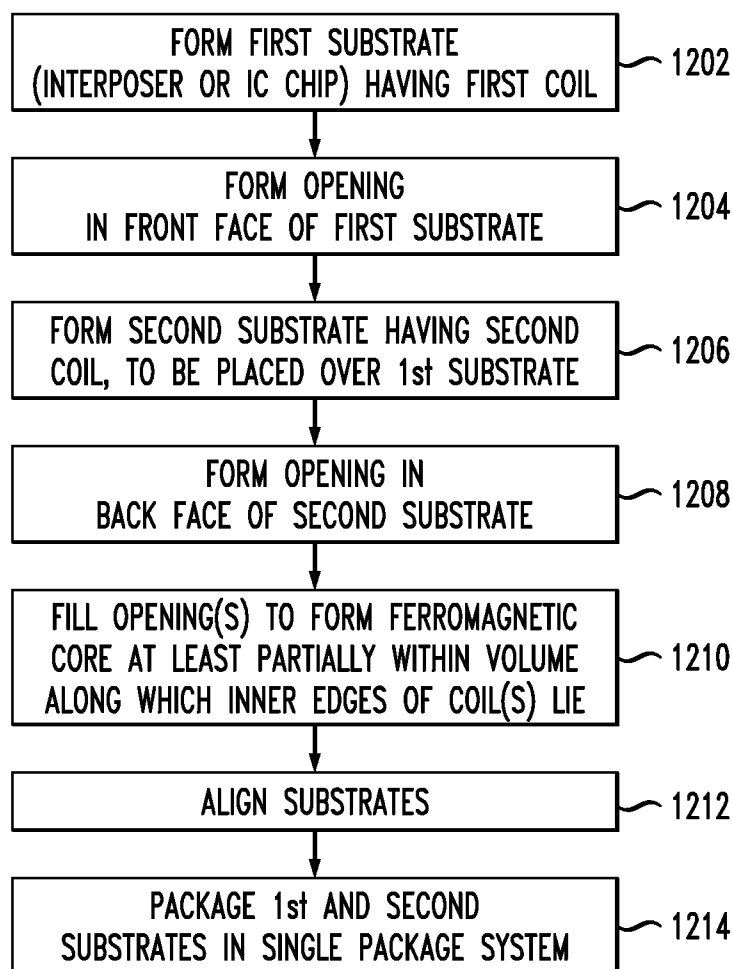 FORM FIRST SUBSTRATE
(INTERPOSER OR IC CHIP) HAVING FIRST COIL
1202
FORM OPENING
IN FRONT FACE OF FIRST SUBSTRATE
1204
FORM SECOND SUBSTRATE HAVING SECOND
COIL, TO BE PLACED OVER 1st SUBSTRATE
1206
FORM OPENING IN
BACK FACE OF SECOND SUBSTRATE
1208
FILL OPENING(S) TO FORM FERROMAGNETIC
CORE AT LEAST PARTIALLY WITHIN VOLUME
ALONG WHICH INNER EDGES OF COIL(S) LIE
1210
ALIGN SUBSTRATES
1212
PACKAGE 1st AND SECOND
SUBSTRATES IN SINGLE PACKAGE SYSTEM
1214